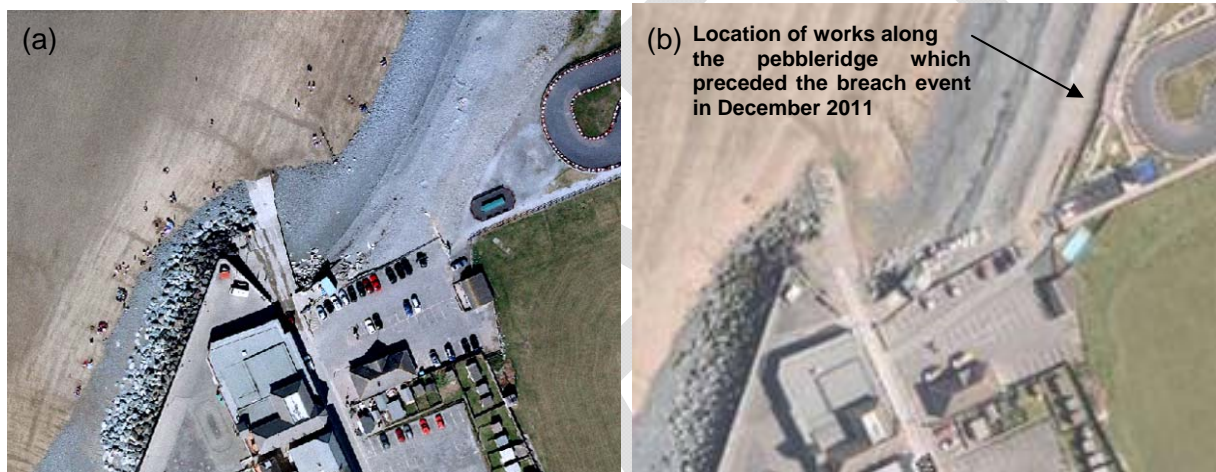 (a)
(b) Location of works along
the pebbleridge which
preceded the breach event
in December 2011